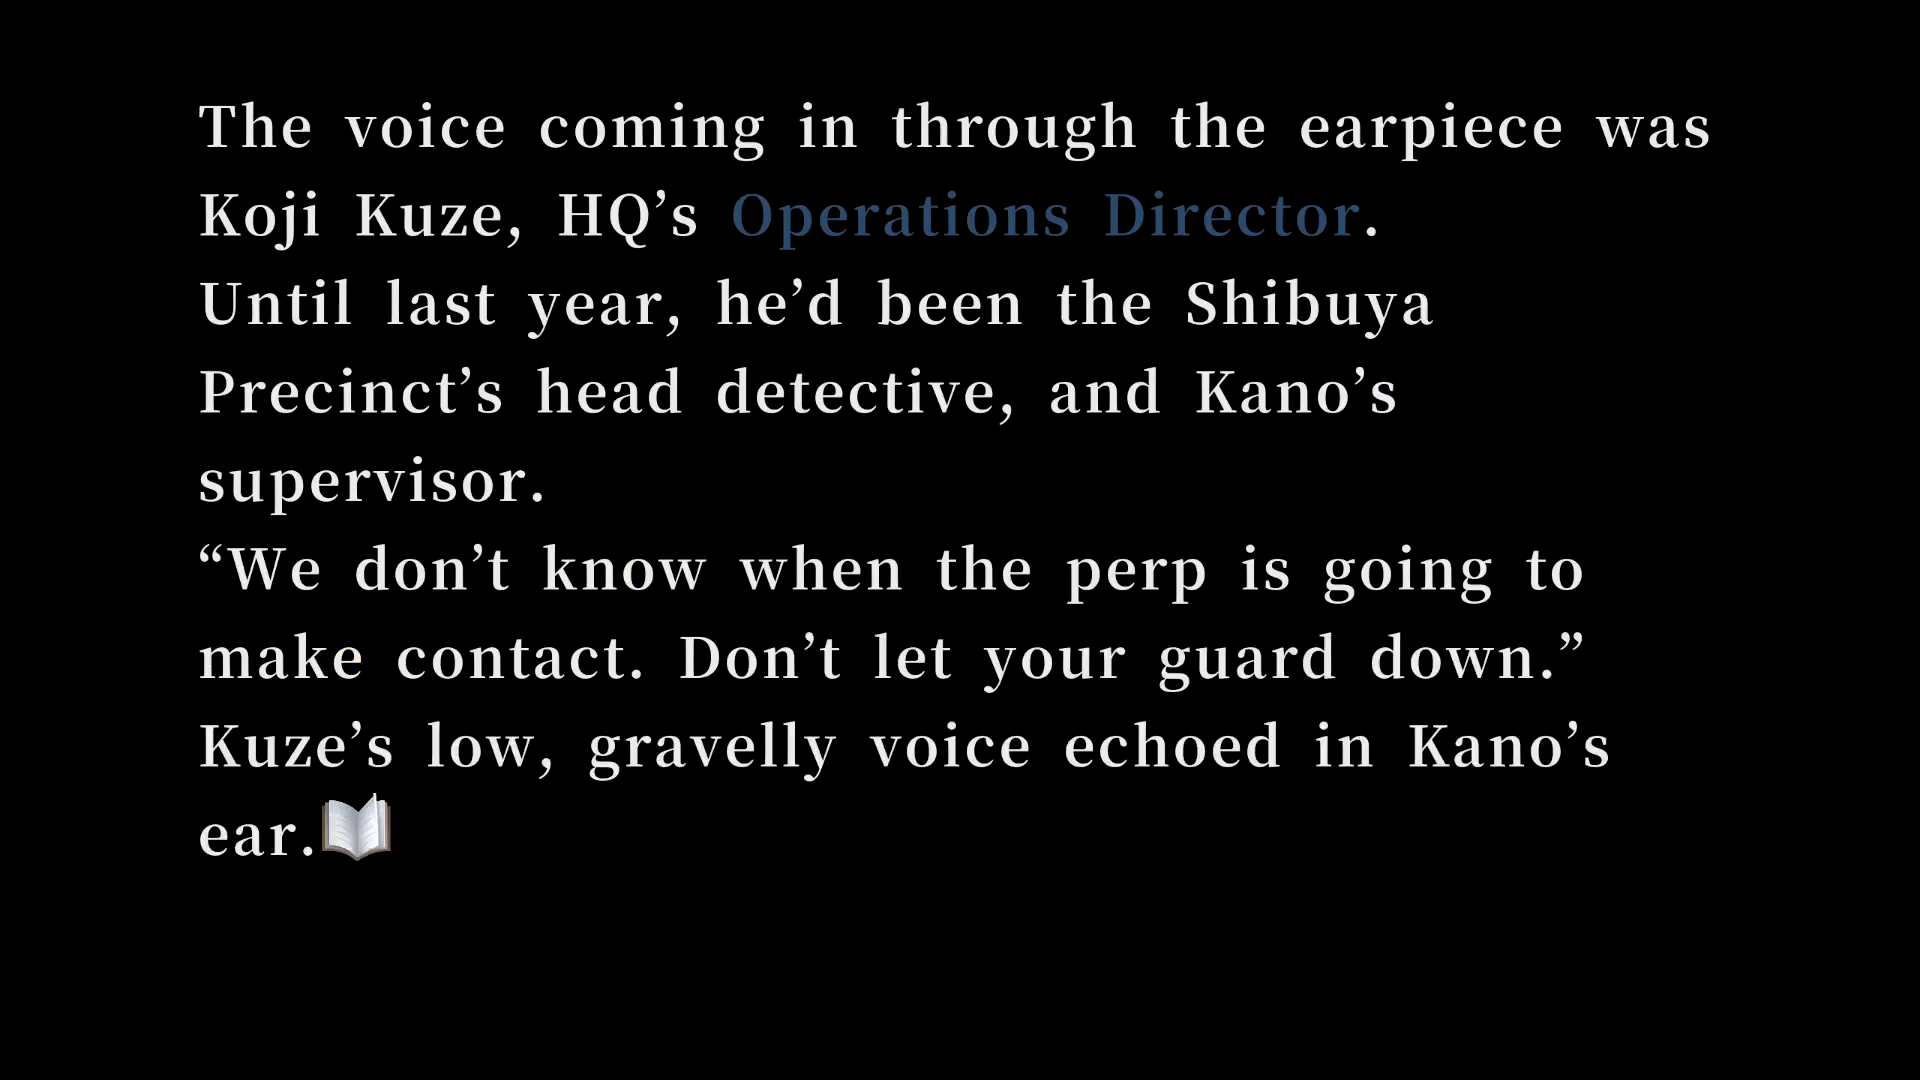 The voice coming in through the earpiece was
Koji Kuze, HQ’s Operations Director.
Until last year, he’d been the Shibuya
Precinct’s head detective, and Kano’s
supervisor.
“We don’t know when the perp is going to
make contact. Don’t let your guard down.”
Kuze’s low, gravelly voice echoed in Kano’s
ear.